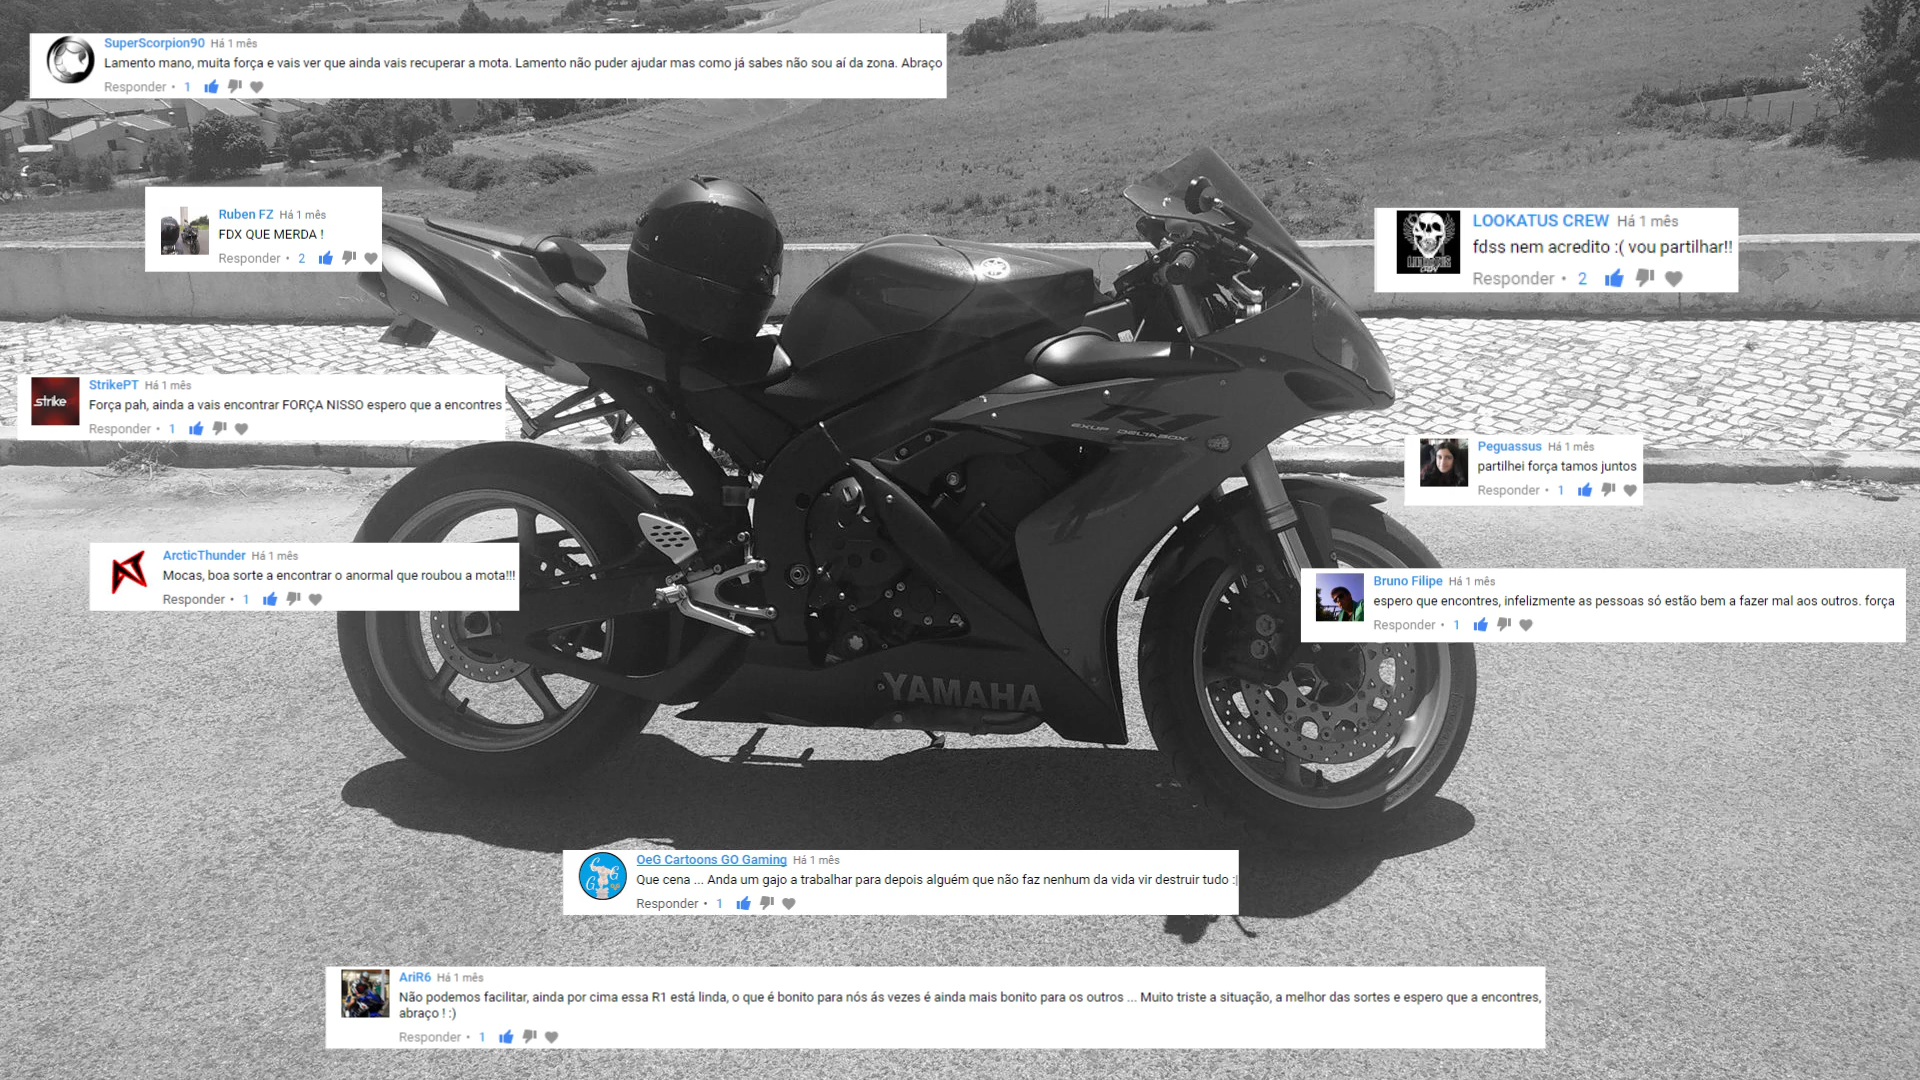 SuperScorpion90 Há 1 mês
Lamento mano, muita força e vais ver que ainda vais recuperar a mota. Lamento não puder ajudar mas como já sabes não sou aí da zona. Abraço
Responder • 1
Ruben FZ Há 1 mês
FDX QUE MERDA !
Responder • 2
LOOKATUS CREW Há 1 mês
fdss nem acredito :( vou partilhar!!
Responder • 2
strike
StrikePT Há 1 mês
Força pah, ainda a vais encontrar FORÇA NISSO espero que a encontres
Responder • 1
R1
EXUP DELTABOX
Peguassus Há 1 mês
partilhei força tamos juntos
Responder • 1
ArcticThunder Há 1 mês
Mocas, boa sorte a encontrar o anormal que roubou a mota!!!
Responder • 1
Bruno Filipe Há 1 mês
espero que encontres, infelizmente as pessoas só estão bem a fazer mal aos outros. força
Responder • 1
YAMAHA
OeG Cartoons GO Gaming Há 1 mês
Que cena ... Anda um gajo a trabalhar para depois alguém que não faz nenhum da vida vir destruir tudo :|
Responder • 1
AriR6 Há 1 mês
Não podemos facilitar, ainda por cima essa R1 está linda, o que é bonito para nós ás vezes é ainda mais bonito para os outros ... Muito triste a situação, a melhor das sortes e espero que a encontres,
abraço ! :)
Responder • 1